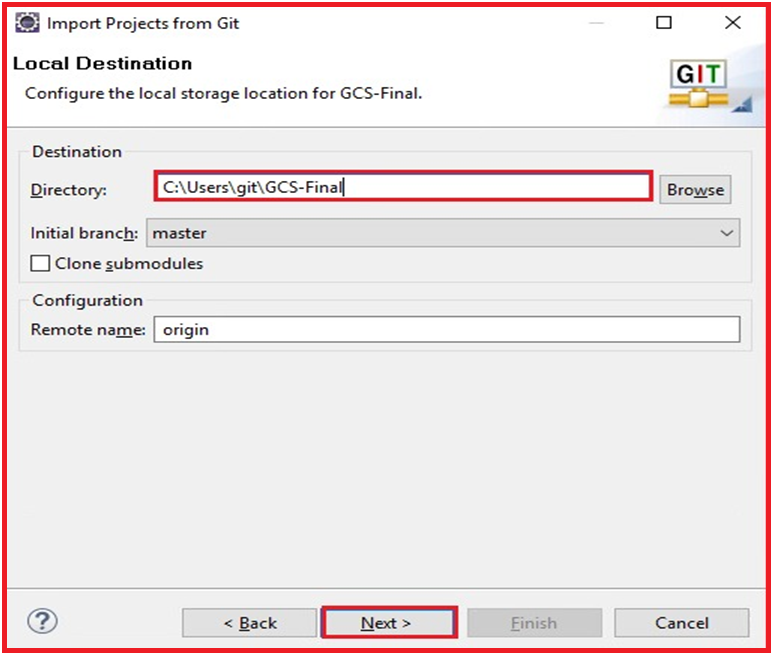 Import Projects from Git
Local Destination
Configure the local storage location for GCS-Final.
GIT
Destination
Directory: C:\Users\git\GCS-Final Browse
Initial branch: master
Clone submodules
Configuration
Remote name: origin
? < Back Next > Finish Cancel